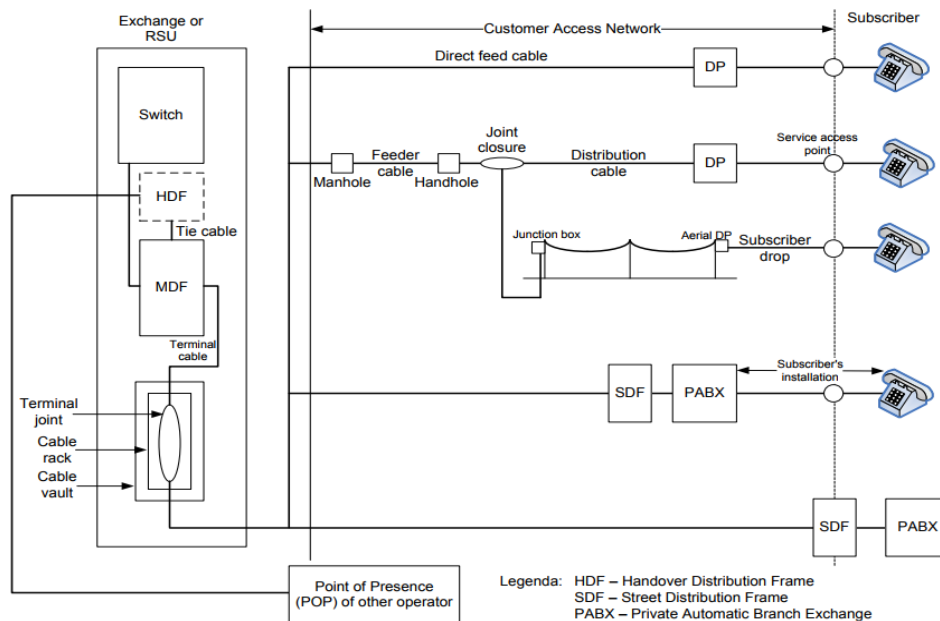 Exchange or
RSU
Customer Access Network
Subscriber
Direct feed cable
DP
Switch
Joint
closure
Feeder
cable
Distribution
cable
DP
Service access
point
Manhole
Handhole
HDF
Tie cable
Junction box
Aerial DP
Subscriber
drop
MDF
Terminal
cable
Subscriber's
installation
SDF
PABX
Terminal
joint
Cable
rack
Cable
vault
SDF
PABX
Point of Presence
(POP) of other operator
Legenda: HDF – Handover Distribution Frame
SDF – Street Distribution Frame
PABX – Private Automatic Branch Exchange